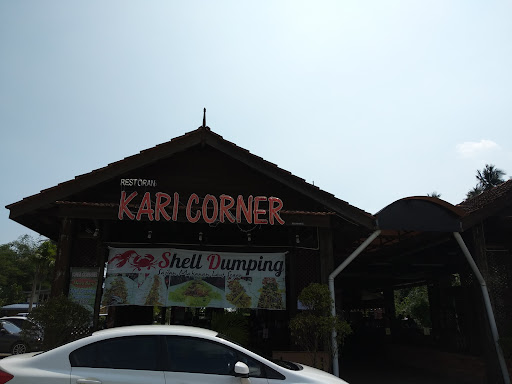 RESTORAN
KARI CORNER
Shell Dumping